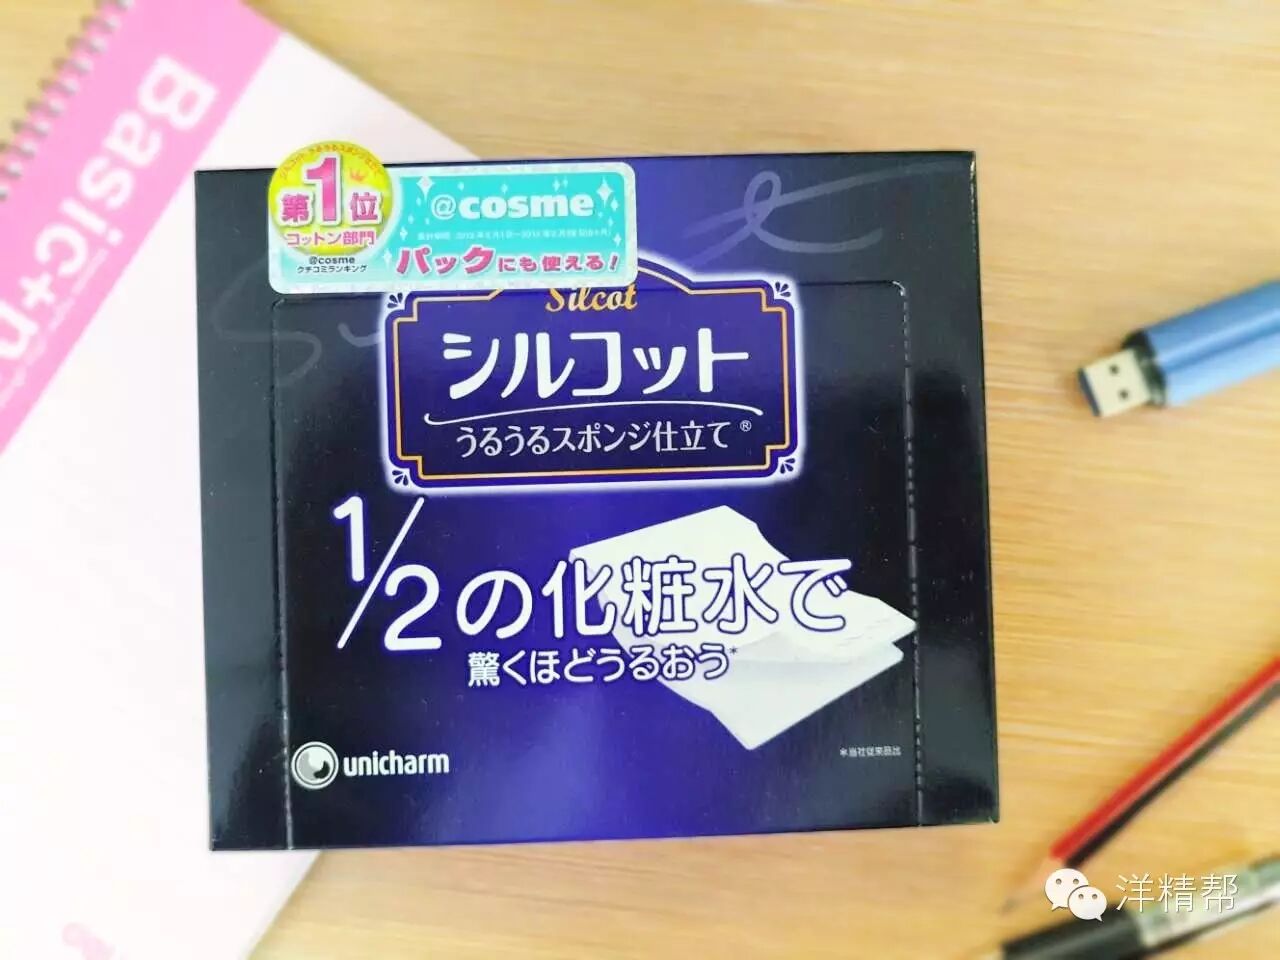 Basic+
第1位
コットン部門
@cosme
クチコミランキング
@cosme
パックにも使える!
Silcot
シルコット
うるうるスポンジ仕立て®
1/2の化粧水で
驚くほどうるおう*
unicharm
*当社従来品比
洋精帮